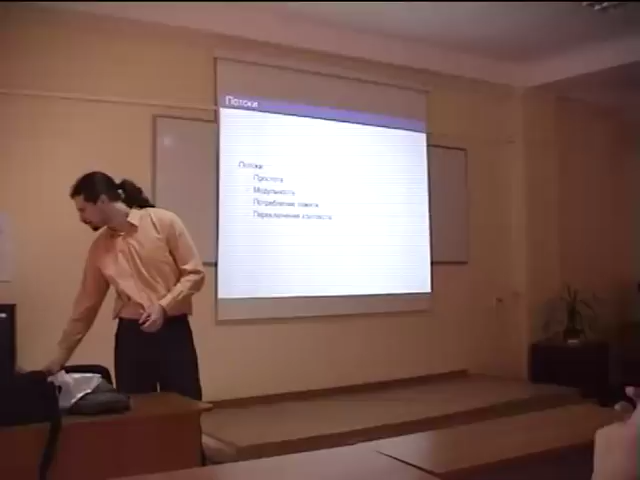 Потоки
Потоки
Простота
Модульность
Потребление памяти
Переключение контекста